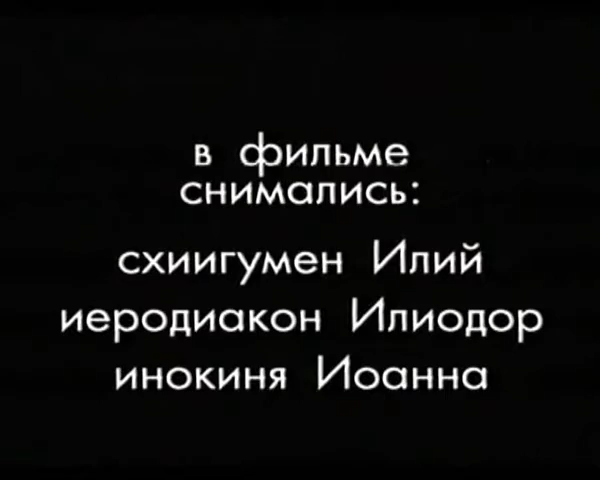 в фильме
снимались:
схиигумен Илий
иеродиакон Илиодор
инокиня Иоанна